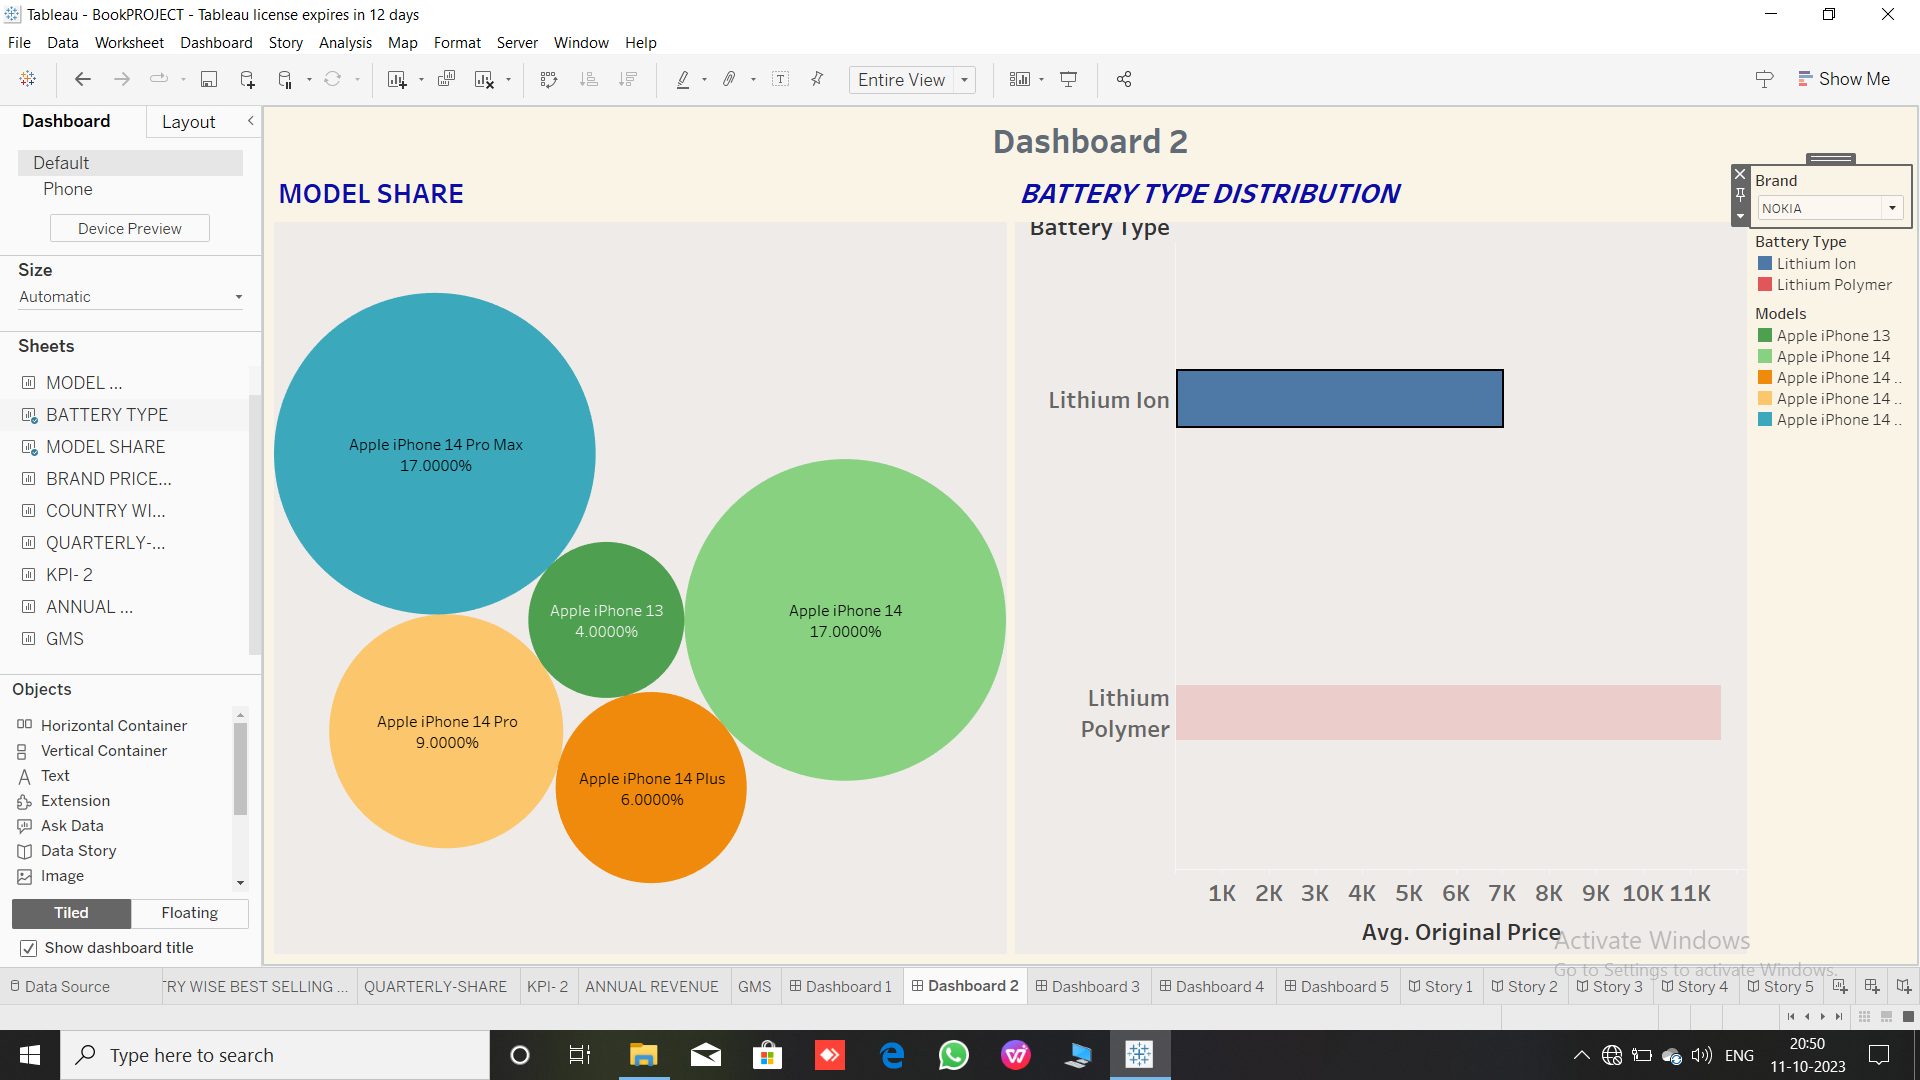 Tableau - BookPROJECT - Tableau license expires in 12 days
File Data Worksheet Dashboard Story Analysis Map Format Server Window Help
Entire View
Show Me
Dashboard Layout
Default
Phone
Device Preview
Size
Automatic
Sheets
MODEL ...
BATTERY TYPE
MODEL SHARE
BRAND PRICE...
COUNTRY WI...
QUARTERLY-...
KPI- 2
ANNUAL ...
GMS
Objects
Horizontal Container
Vertical Container
Text
Extension
Ask Data
Data Story
Image
Tiled Floating
Show dashboard title
Dashboard 2
MODEL SHARE
Apple iPhone 14 Pro Max
17.0000%
Apple iPhone 13
4.0000%
Apple iPhone 14
17.0000%
Apple iPhone 14 Pro
9.0000%
Apple iPhone 14 Plus
6.0000%
BATTERY TYPE DISTRIBUTION
Battery Type
Lithium Ion
Lithium
Polymer
1K 2K 3K 4K 5K 6K 7K 8K 9K 10K 11K
Avg. Original Price
Brand
NOKIA
Battery Type
Lithium Ion
Lithium Polymer
Models
Apple iPhone 13
Apple iPhone 14
Apple iPhone 14 ..
Apple iPhone 14 ..
Apple iPhone 14 ..
Activate Windows
Go to Settings to activate Windows.
Data Source TRY WISE BEST SELLING ... QUARTERLY-SHARE KPI- 2 ANNUAL REVENUE GMS Dashboard 1 Dashboard 2 Dashboard 3 Dashboard 4 Dashboard 5 Story 1 Story 2 Story 3 Story 4 Story 5
Type here to search
ENG
20:50
11-10-2023